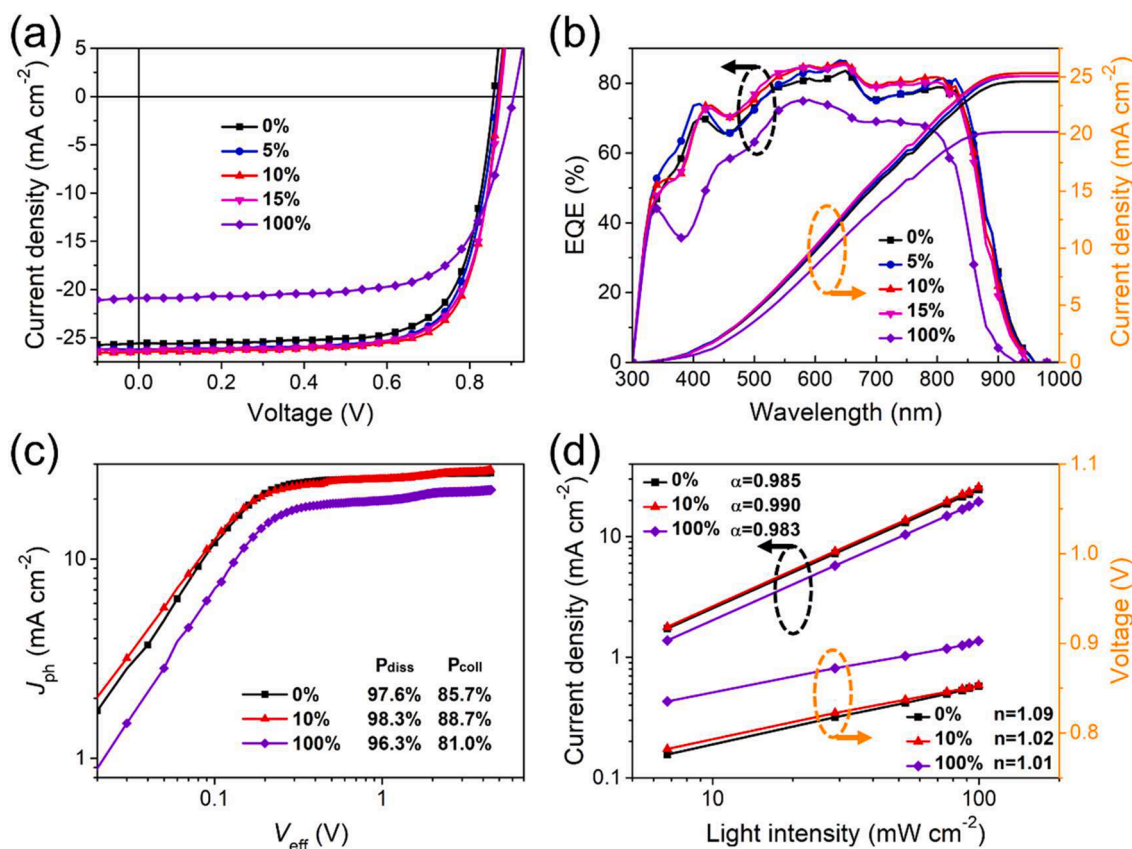 (a)
5
0
-5
-10
-15
-20
-25
0.0
0.2
0.4
0.6
0.8
Current density (mA cm⁻²)
Voltage (V)
0%
5%
10%
15%
100%
(b)
80
60
40
20
0
25
20
15
10
5
0
300 400 500 600 700 800 900 1000
EQE (%)
Current density (mA cm⁻²)
Wavelength (nm)
0%
5%
10%
15%
100%
(c)
10
1
0.1
1
J_ph (mA cm⁻²)
V_eff (V)
P_diss P_coll
0% 97.6% 85.7%
10% 98.3% 88.7%
100% 96.3% 81.0%
(d)
10
1
0.1
1.1
1.0
0.9
0.8
10
100
Current density (mA cm⁻²)
Voltage (V)
Light intensity (mW cm⁻²)
0% α=0.985
10% α=0.990
100% α=0.983
0% n=1.09
10% n=1.02
100% n=1.01